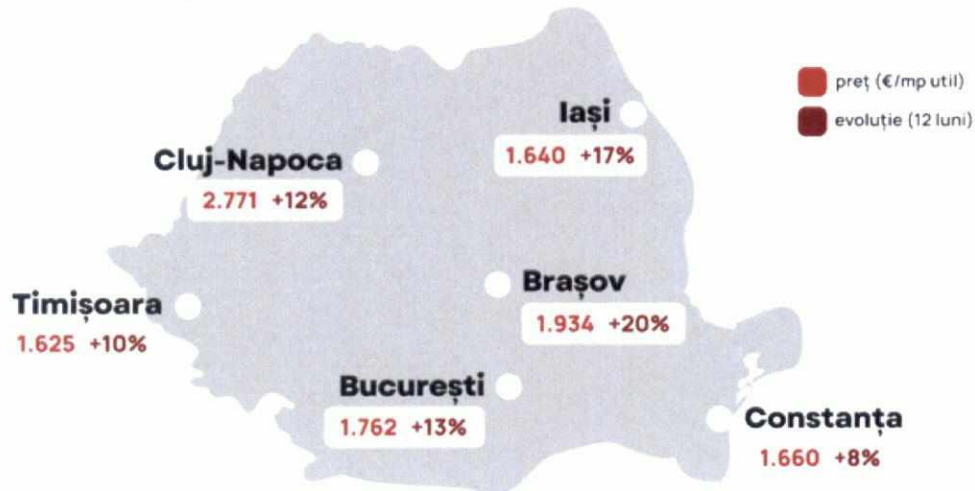 preț (€/mp util)
evoluție (12 luni)
Iași
1.640 +17%
Cluj-Napoca
2.771 +12%
Brașov
1.934 +20%
Timișoara
1.625 +10%
București
1.762 +13%
Constanța
1.660 +8%